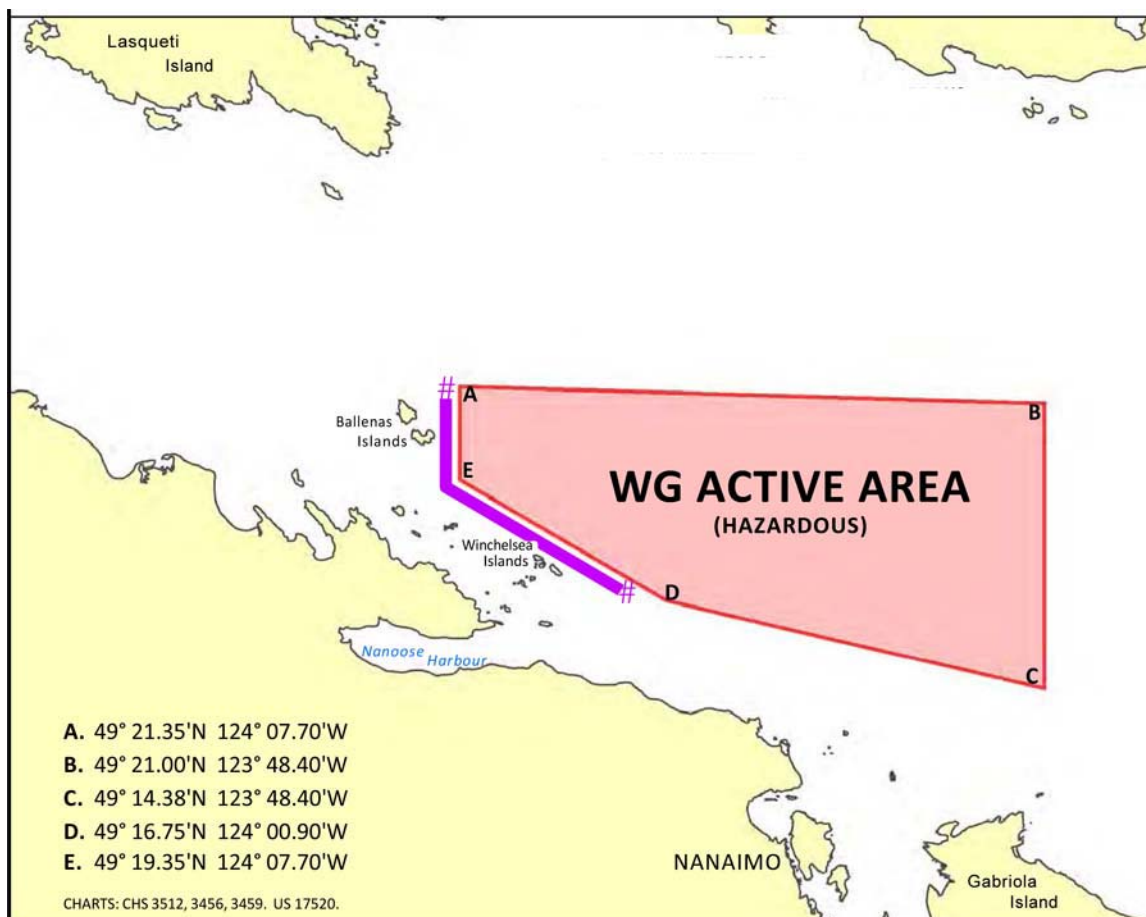 Lasqueti
Island
#
A
B
Ballenas
Islands
E
WG ACTIVE AREA
(HAZARDOUS)
Winchelsea
Islands
#
D
Nanoose Harbour
C
A. 49° 21.35'N 124° 07.70'W
B. 49° 21.00'N 123° 48.40'W
C. 49° 14.38'N 123° 48.40'W
D. 49° 16.75'N 124° 00.90'W
E. 49° 19.35'N 124° 07.70'W
NANAIMO
Gabriola
Island
CHARTS: CHS 3512, 3456, 3459. US 17520.